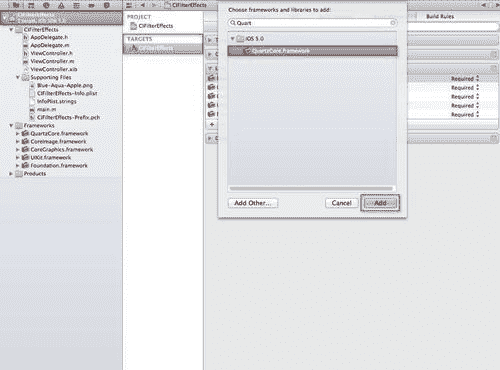 CIFilterEffects
CIFilterEffects
AppDelegate.h
AppDelegate.m
ViewController.h
ViewController.m
ViewController.xib
Supporting Files
Blue-Aqua-Apple.png
CIFilterEffects-Info.plist
InfoPlist.strings
main.m
CIFilterEffects-Prefix.pch
Frameworks
QuartzCore.framework
CoreImage.framework
CoreGraphics.framework
UIKit.framework
Foundation.framework
Products
CIFilterEffects
PROJECT
CIFilterEffects
TARGETS
CIFilterEffects
Choose frameworks and libraries to add:
Quart
iOS 5.0
QuartzCore.framework
Add Other...
Cancel
Add
Build Rules
Required
Required
Required
Required
Required